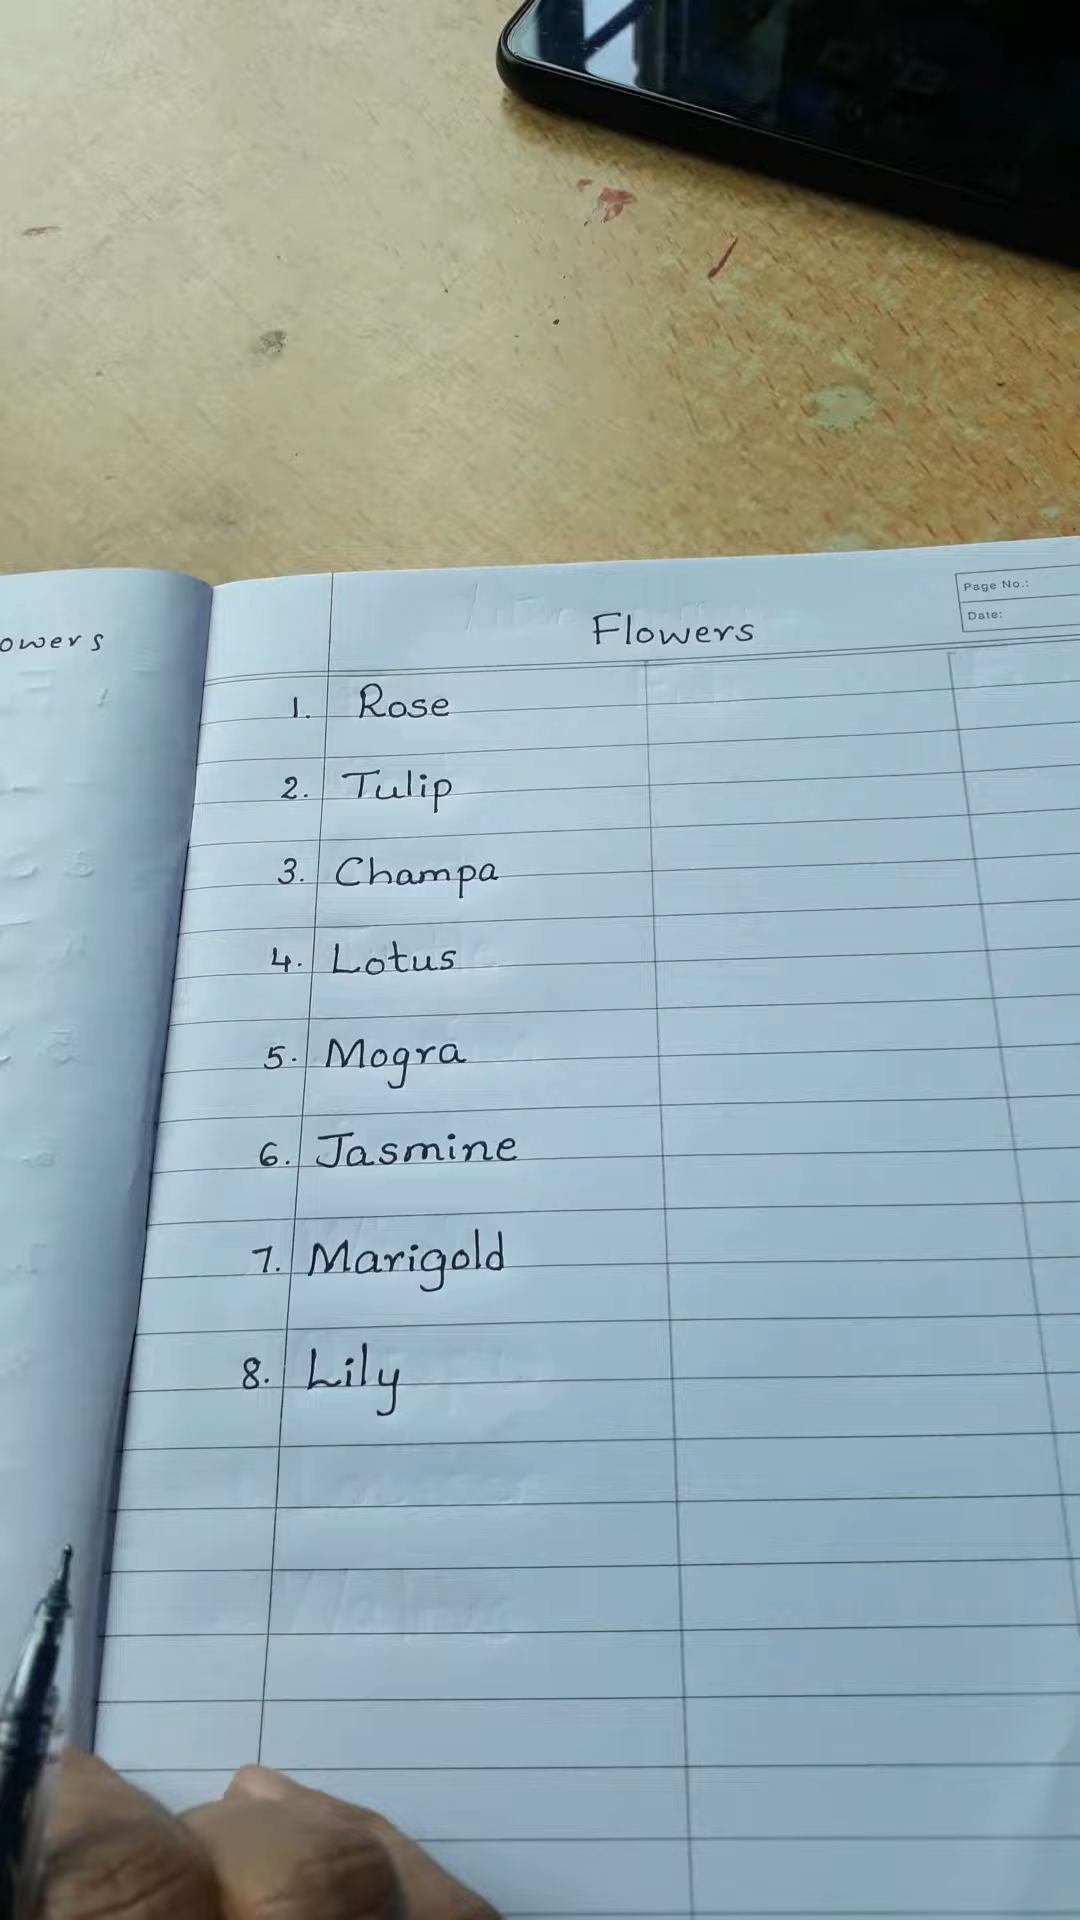 owers
Flowers
Page No.:
Date:
1. Rose
2. Tulip
3. Champa
4. Lotus
5. Mogra
6. Jasmine
7. Marigold
8. Lily